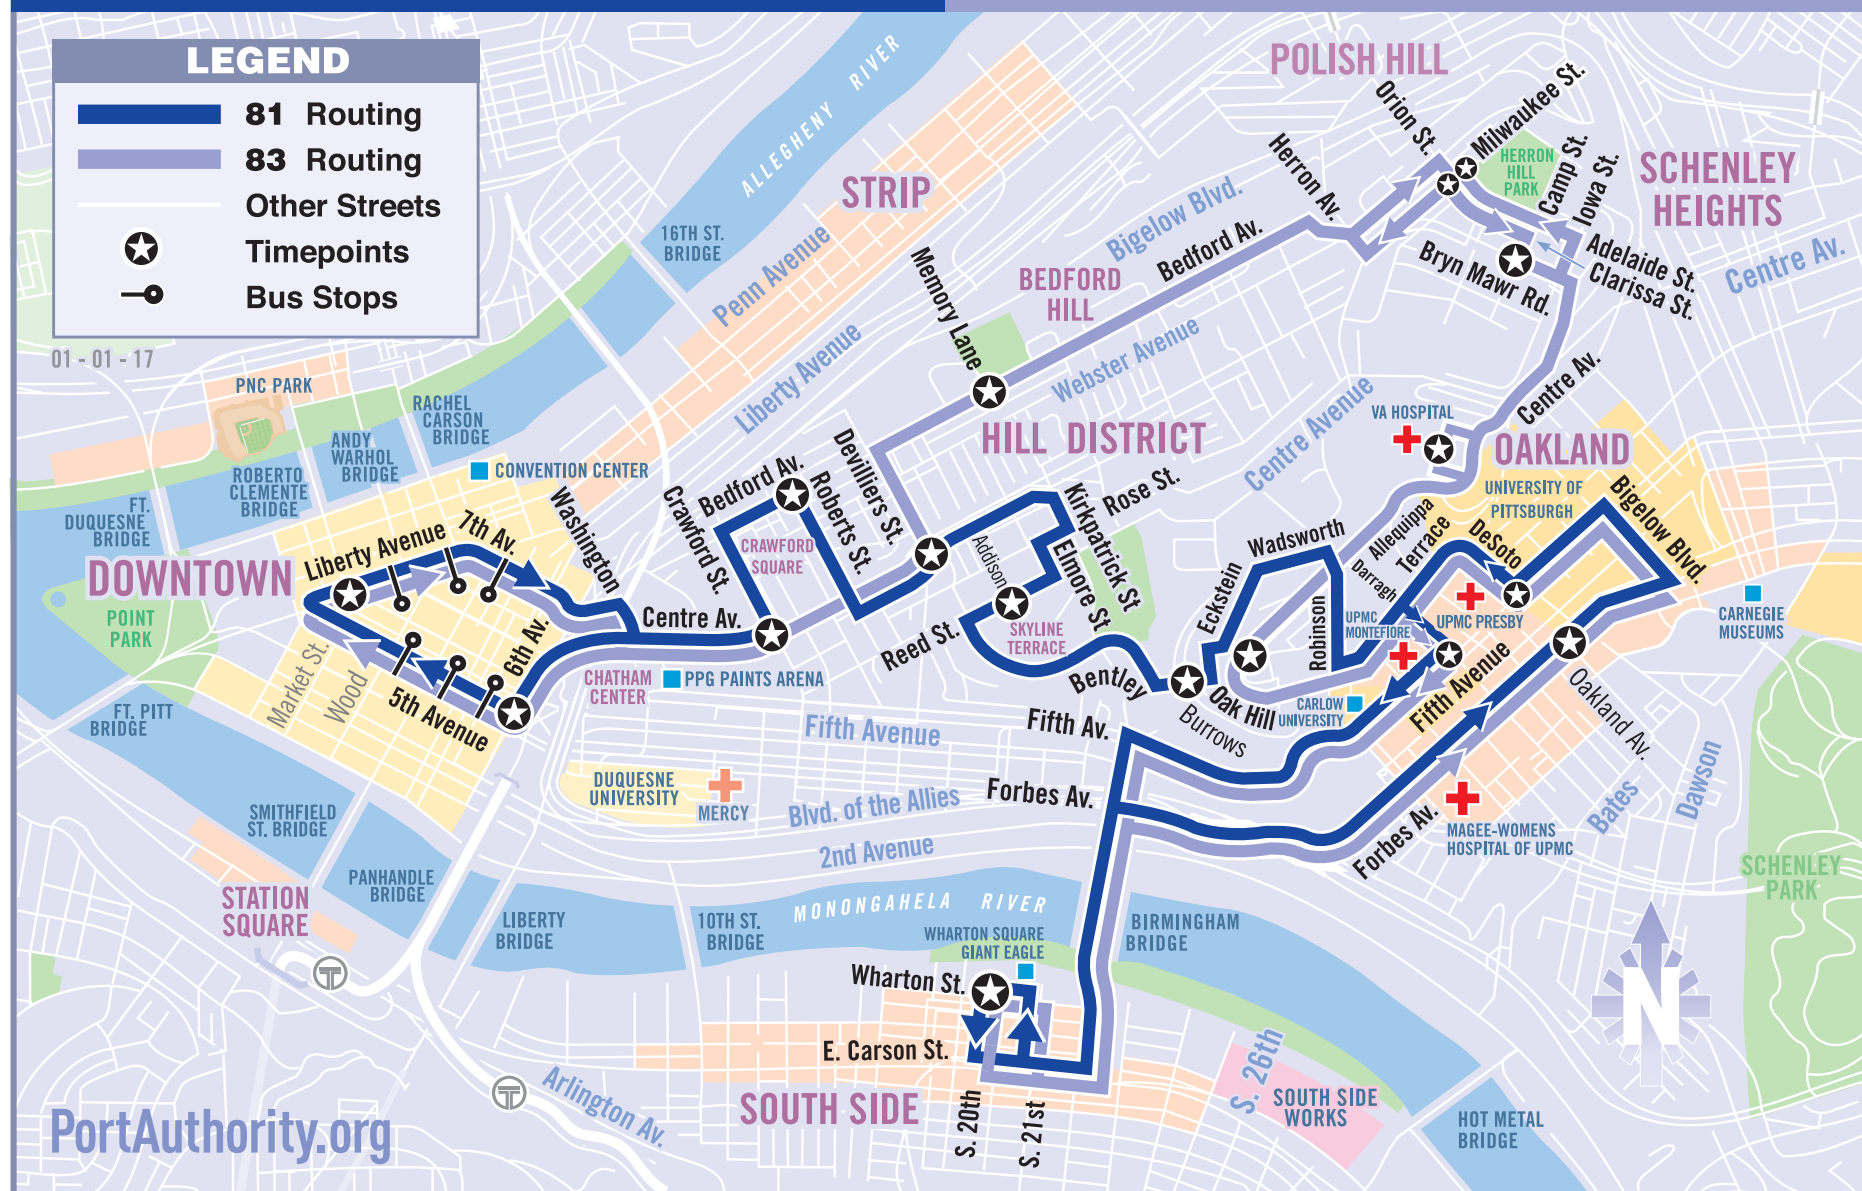 LEGEND
81 Routing
83 Routing
Other Streets
Timepoints
Bus Stops
01 - 01 - 17
ALLEGHENY RIVER
16TH ST.
BRIDGE
STRIP
Penn Avenue
Liberty Avenue
POLISH HILL
Orion St.
Milwaukee St.
HERRON
HILL
PARK
Camp St.
Iowa St.
SCHENLEY
HEIGHTS
Herron Av.
Bigelow Blvd.
Bedford Av.
Adelaide St.
Clarissa St.
Bryn Mawr Rd.
Centre Av.
BEDFORD
HILL
Memory Lane
Webster Avenue
Centre Avenue
Centre Av.
PNC PARK
RACHEL
CARSON
BRIDGE
ANDY
WARHOL
BRIDGE
ROBERTO
CLEMENTE
BRIDGE
FT.
DUQUESNE
BRIDGE
CONVENTION CENTER
HILL DISTRICT
VA HOSPITAL
OAKLAND
UNIVERSITY OF
PITTSBURGH
Bigelow Blvd.
Washington
Crawford St.
Bedford Av.
Roberts St.
Devilliers St.
CRAWFORD
SQUARE
Addison
Kirkpatrick St
Rose St.
Elmore St.
Wadsworth
Allequippa
Terrace
DeSoto
Darragh
DOWNTOWN
Liberty Avenue
7th Av.
POINT
PARK
6th Av.
Centre Av.
Reed St.
SKYLINE
TERRACE
Eckstein
Robinson
UPMC
MONTEFIORE
UPMC PRESBY
CARNEGIE
MUSEUMS
Market St.
Wood
5th Avenue
CHATHAM
CENTER
PPG PAINTS ARENA
Bentley
Oak Hill
Burrows
CARLOW
UNIVERSITY
Fifth Avenue
Oakland Av.
FT. PITT
BRIDGE
Fifth Avenue
Fifth Av.
DUQUESNE
UNIVERSITY
MERCY
Blvd. of the Allies
Forbes Av.
2nd Avenue
Forbes Av.
MAGEE-WOMENS
HOSPITAL OF UPMC
Bates
Dawson
SCHENLEY
PARK
SMITHFIELD
ST. BRIDGE
PANHANDLE
BRIDGE
STATION
SQUARE
LIBERTY
BRIDGE
10TH ST.
BRIDGE
MONONGAHELA RIVER
WHARTON SQUARE
GIANT EAGLE
BIRMINGHAM
BRIDGE
Wharton St.
E. Carson St.
T
T
Arlington Av.
SOUTH SIDE
S. 20th
S. 21st
S. 26th
SOUTH SIDE
WORKS
HOT METAL
BRIDGE
N
PortAuthority.org